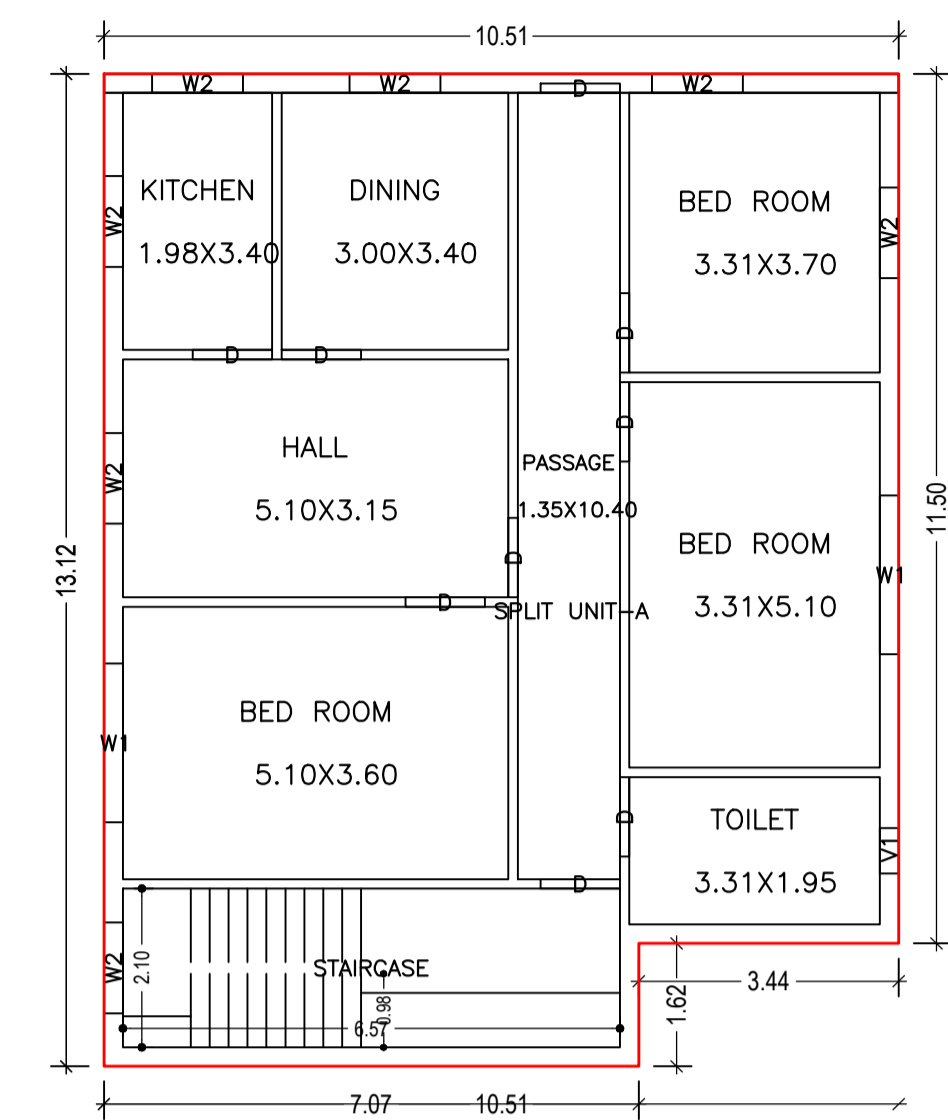 10.51
W2 W2 D W2
KITCHEN
1.98X3.40
DINING
3.00X3.40
BED ROOM
3.31X3.70
W2
W2
D
D D
D
HALL
5.10X3.15
W2
PASSAGE
1.35X10.40
D
13.12
11.50
BED ROOM
3.31X5.10
W1
D
SPLIT UNIT-A
BED ROOM
5.10X3.60
W1
D
TOILET
3.31X1.95
V1
D
STAIRCASE
W2
2.10
0.98
6.57
1.62
3.44
7.07
10.51